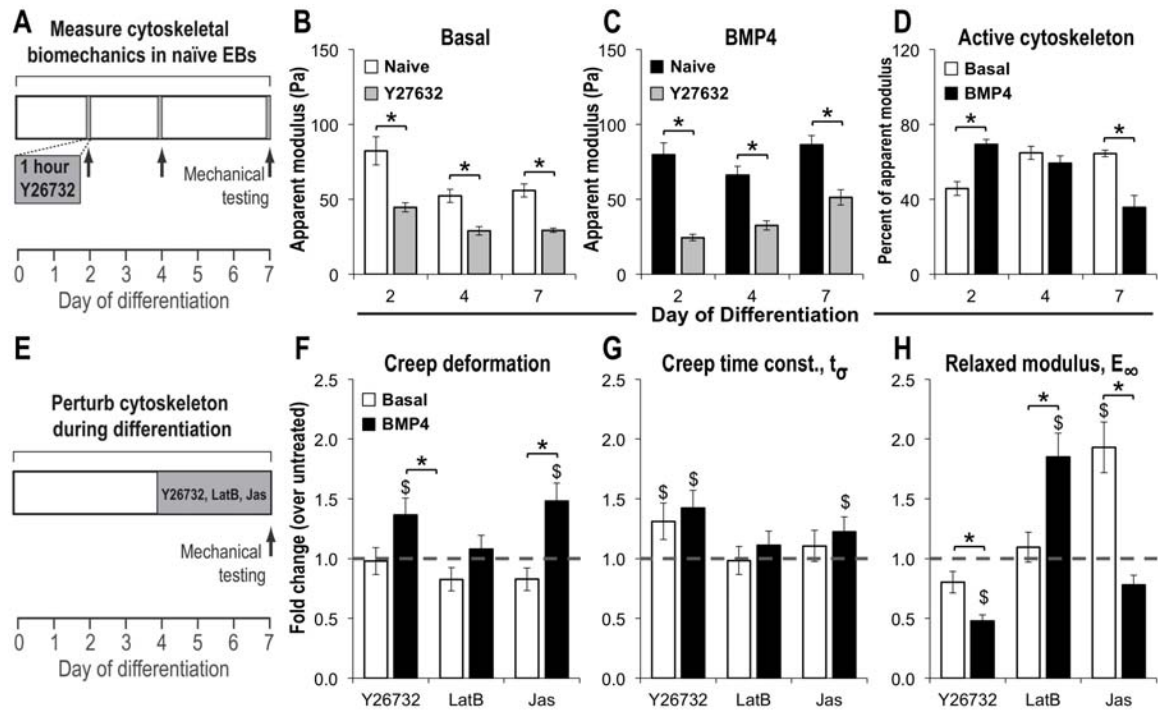 A
Measure cytoskeletal
biomechanics in naïve EBs
1 hour
Y26732
Mechanical
testing
0 1 2 3 4 5 6 7
Day of differentiation
B
Basal
Apparent modulus (Pa)
150
100
50
0
Naive
Y27632
*
*
*
2 4 7
C
BMP4
Apparent modulus (Pa)
150
100
50
0
Naive
Y27632
*
*
*
2 4 7
D
Active cytoskeleton
Percent of apparent modulus
120
80
40
0
Basal
BMP4
*
*
2 4 7
Day of Differentiation
E
Perturb cytoskeleton
during differentiation
Y26732, LatB, Jas
Mechanical
testing
0 1 2 3 4 5 6 7
Day of differentiation
F
Creep deformation
Fold change (over untreated)
2.5
2.0
1.5
1.0
0.5
0.0
Basal
BMP4
$
*
*
$
Y26732 LatB Jas
G
Creep time const., tσ
2.5
2.0
1.5
1.0
0.5
0.0
$
$
$
Y26732 LatB Jas
H
Relaxed modulus, E∞
2.5
2.0
1.5
1.0
0.5
0.0
*
$
*
$
$
*
Y26732 LatB Jas